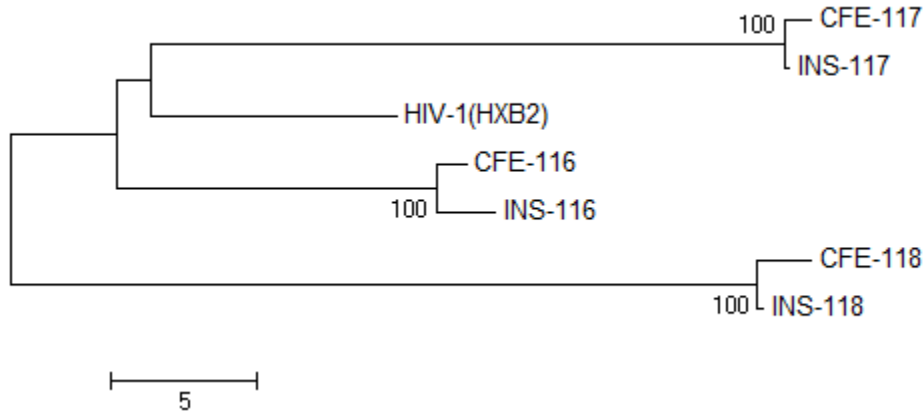 100
CFE-117
INS-117
HIV-1(HXB2)
CFE-116
100
INS-116
CFE-118
100
INS-118
5